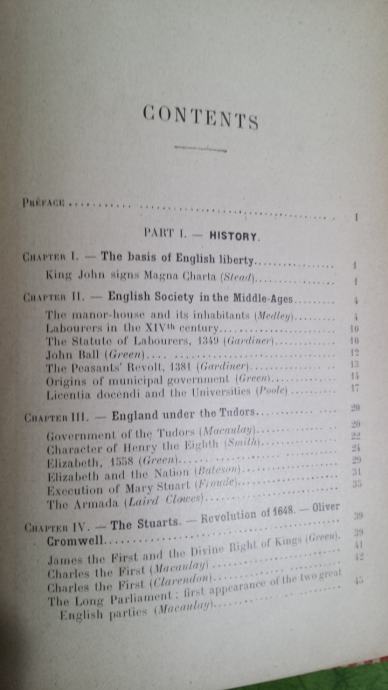 CONTENTS
PRÉFACE 1
PART I. — HISTORY.
CHAPTER I. — The basis of English liberty 1
King John signs Magna Charta (Stead) 1
CHAPTER II. — English Society in the Middle-Ages 4
The manor-house and its inhabitants (Medley) 4
Labourers in the XIVth century 10
The Statute of Labourers, 1349 (Gardiner) 10
John Ball (Green) 12
The Peasants' Revolt, 1381 (Gardiner) 13
Origins of municipal government (Green) 14
Licentia docendi and the Universities (Poole) 17
CHAPTER III. — England under the Tudors 20
Government of the Tudors (Macaulay) 20
Character of Henry the Eighth (Smith) 22
Elizabeth, 1558 (Green) 24
Elizabeth and the Nation (Bateson) 29
Execution of Mary Stuart (Froude) 31
The Armada (Laird Clowes) 35
CHAPTER IV. — The Stuarts. — Revolution of 1648. — Oliver
Cromwell 39
James the First and the Divine Right of Kings (Green). 39
Charles the First (Macaulay) 41
Charles the First (Clarendon) 42
The Long Parliament : first appearance of the two great
English parties (Macaulay) 45